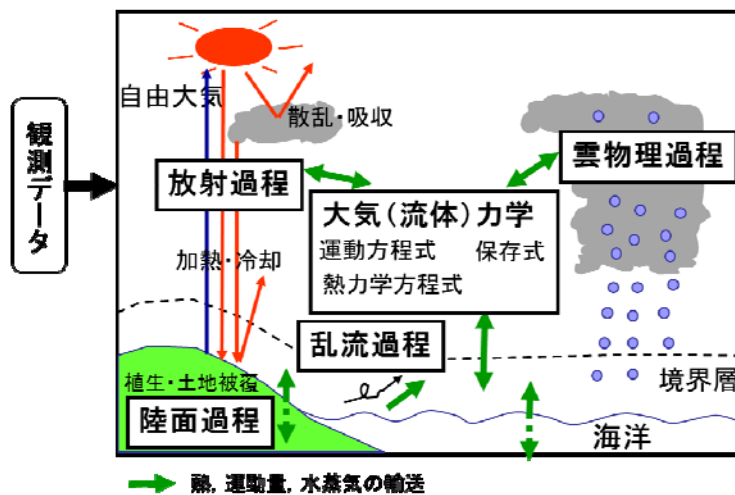 観測データ
自由大気
散乱・吸収
雲物理過程
放射過程
大気(流体)力学
運動方程式 保存式
熱力学方程式
加熱・冷却
乱流過程
境界層
植生・土地被覆
陸面過程
海洋
熱, 運動量, 水蒸気の輸送